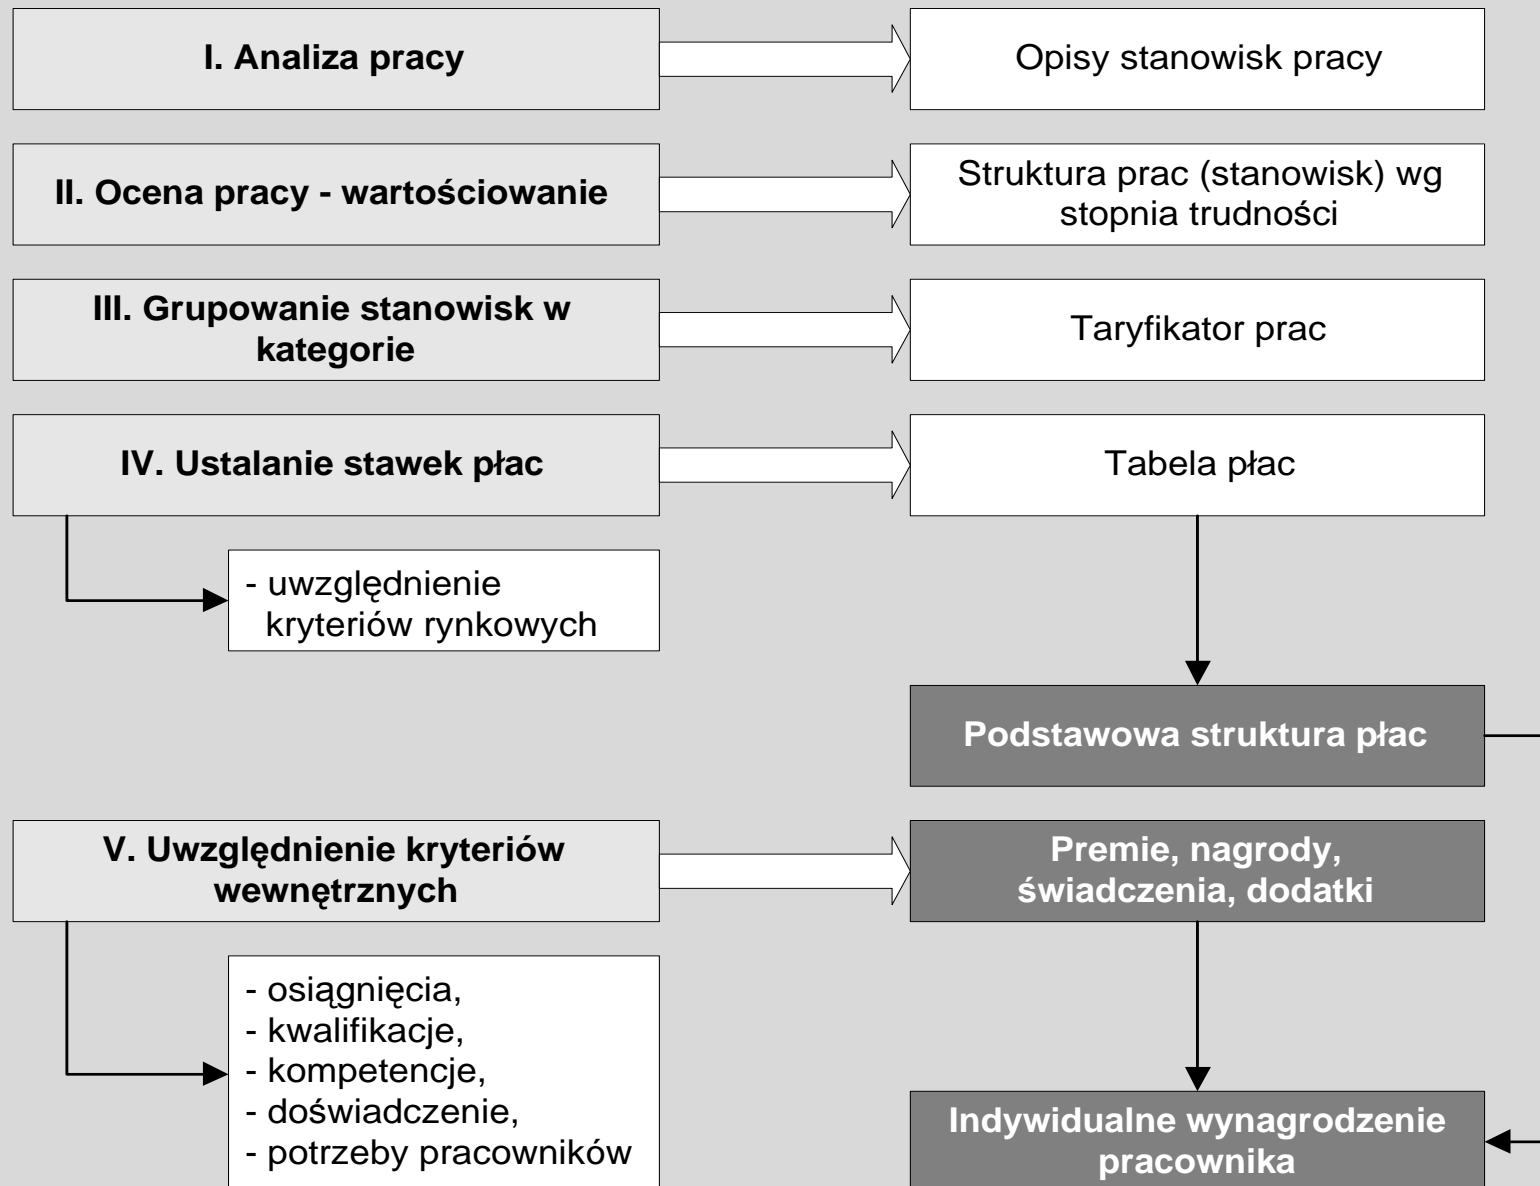 I. Analiza pracy
Opisy stanowisk pracy
II. Ocena pracy - wartościowanie
Struktura prac (stanowisk) wg
stopnia trudności
III. Grupowanie stanowisk w
kategorie
Taryfikator prac
IV. Ustalanie stawek płac
Tabela płac
- uwzględnienie
kryteriów rynkowych
Podstawowa struktura płac
V. Uwzględnienie kryteriów
wewnętrznych
Premie, nagrody,
świadczenia, dodatki
- osiągnięcia,
- kwalifikacje,
- kompetencje,
- doświadczenie,
- potrzeby pracowników
Indywidualne wynagrodzenie
pracownika